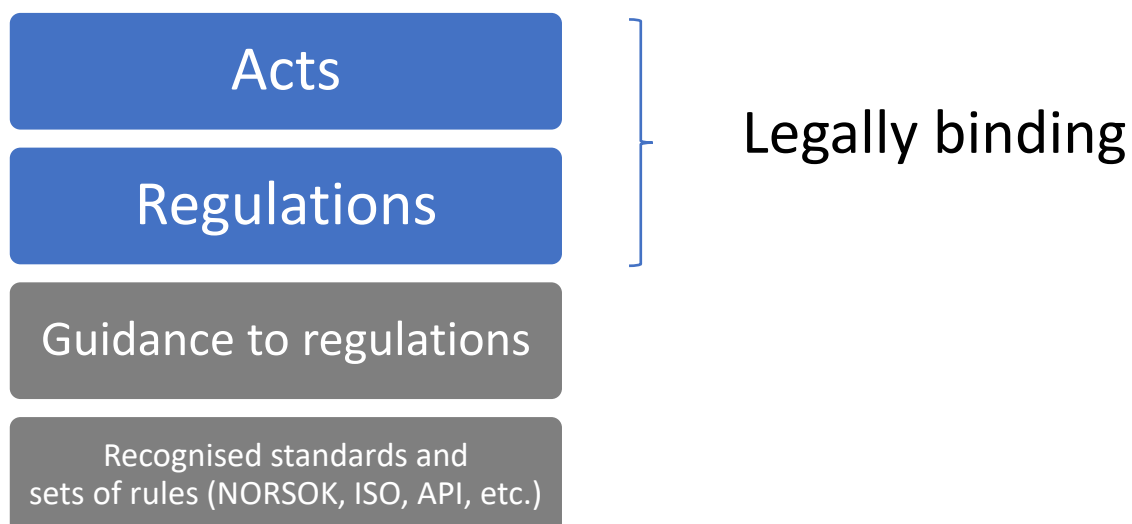 Acts
Legally binding
Regulations
Guidance to regulations
Recognised standards and
sets of rules (NORSOK, ISO, API, etc.)